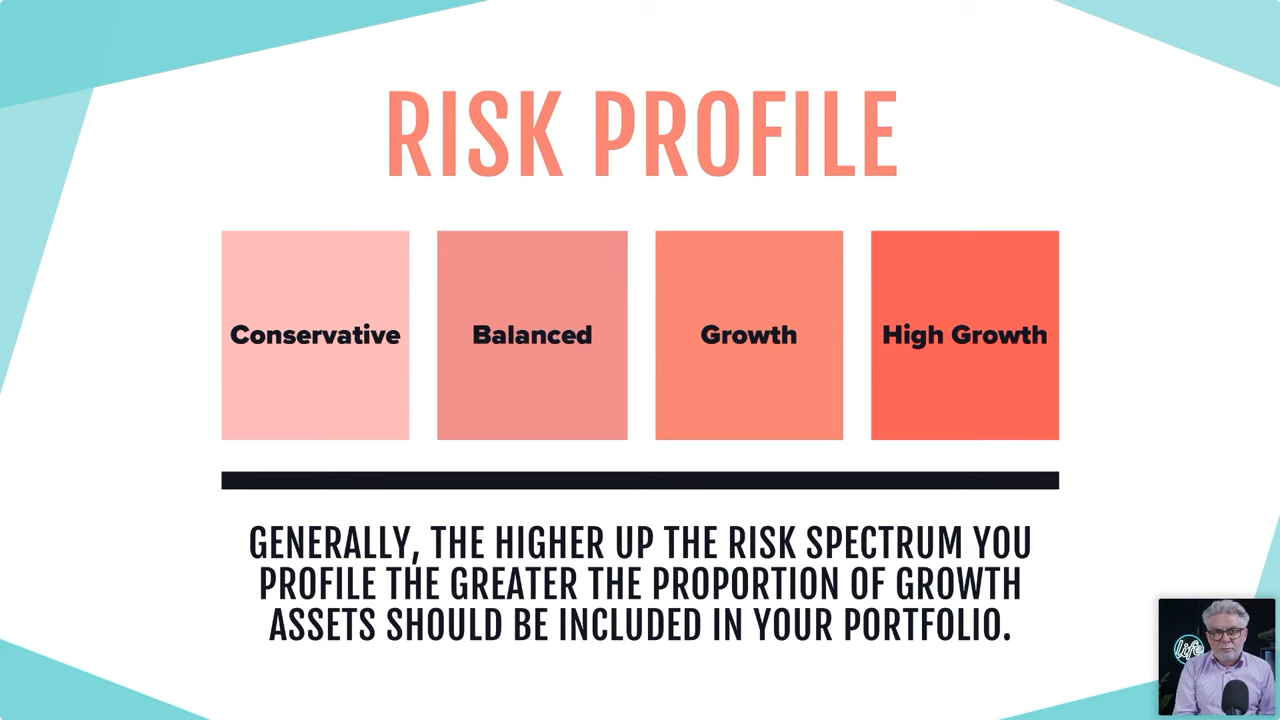 RISK PROFILE
Conservative
Balanced
Growth
High Growth
GENERALLY, THE HIGHER UP THE RISK SPECTRUM YOU
PROFILE THE GREATER THE PROPORTION OF GROWTH
ASSETS SHOULD BE INCLUDED IN YOUR PORTFOLIO.
life